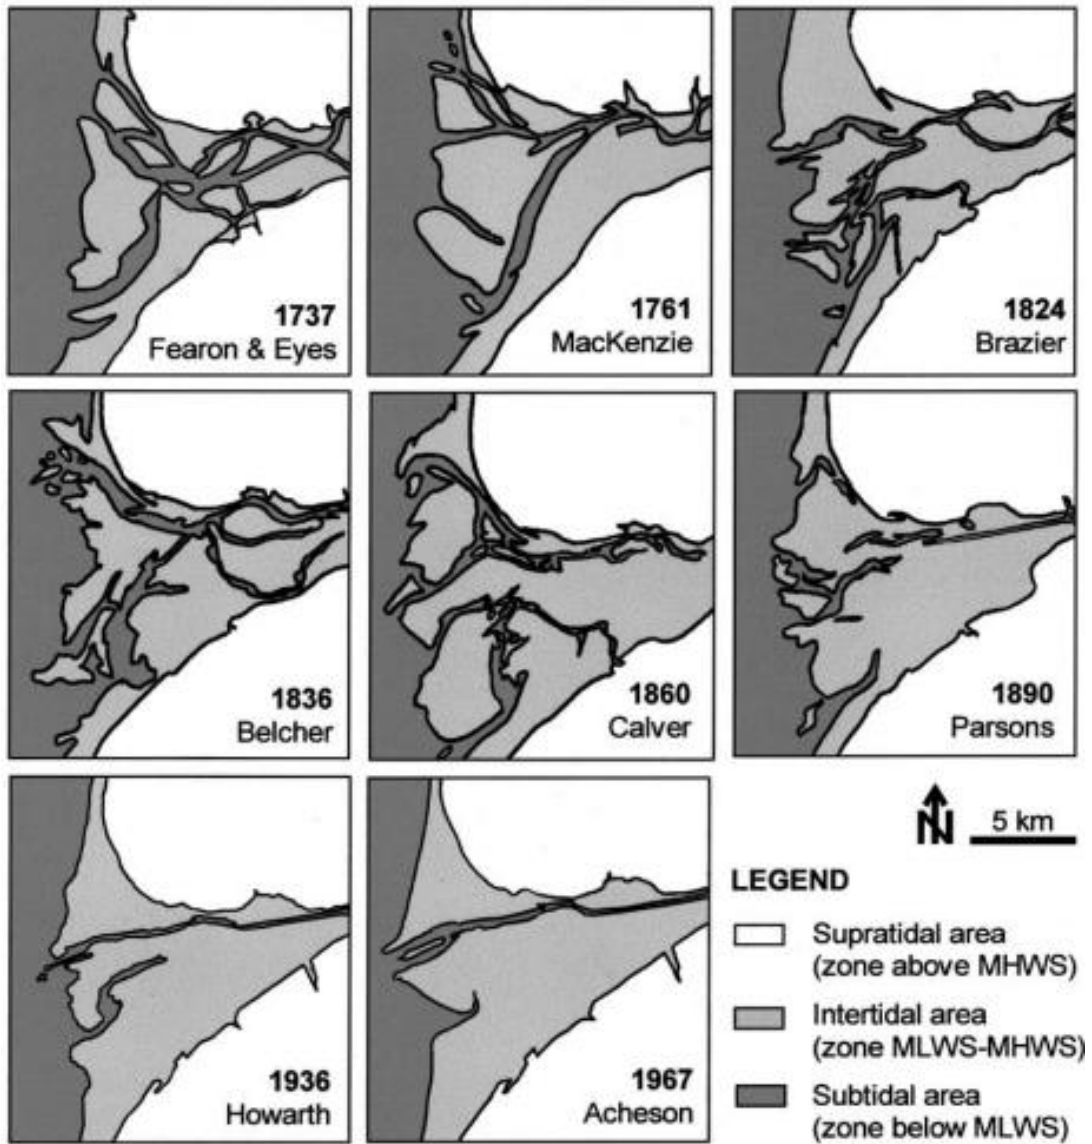 1737
Fearon & Eyes
1761
MacKenzie
1824
Brazier
1836
Belcher
1860
Calver
1890
Parsons
1936
Howarth
1967
Acheson
N
5 km
LEGEND
Supratidal area
(zone above MHWS)
Intertidal area
(zone MLWS-MHWS)
Subtidal area
(zone below MLWS)